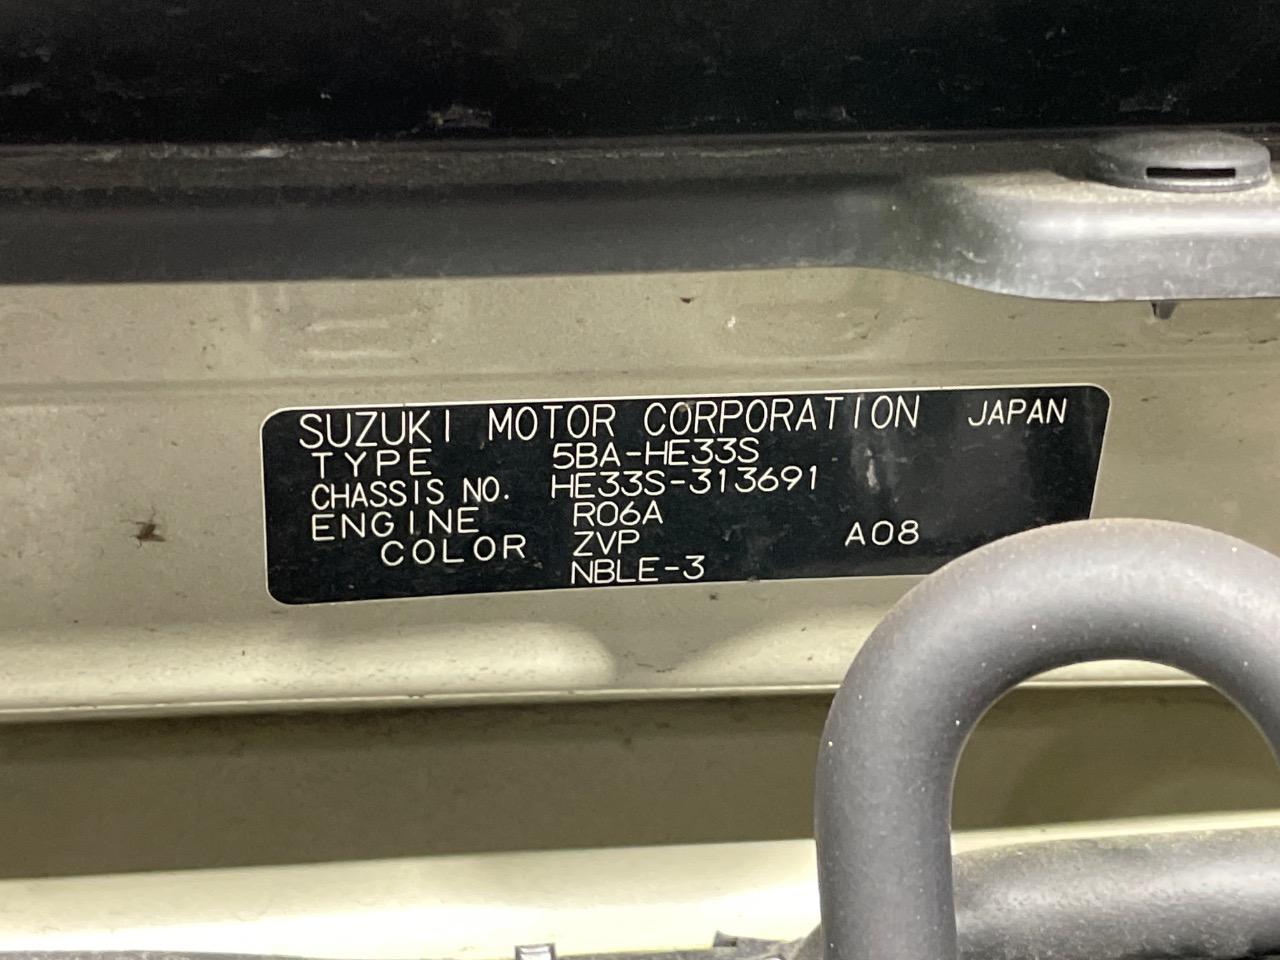 SUZUKI MOTOR CORPORATION JAPAN
TYPE 5BA-HE33S
CHASSIS NO. HE33S-313691
ENGINE R06A
COLOR ZVP A08
NBLE-3